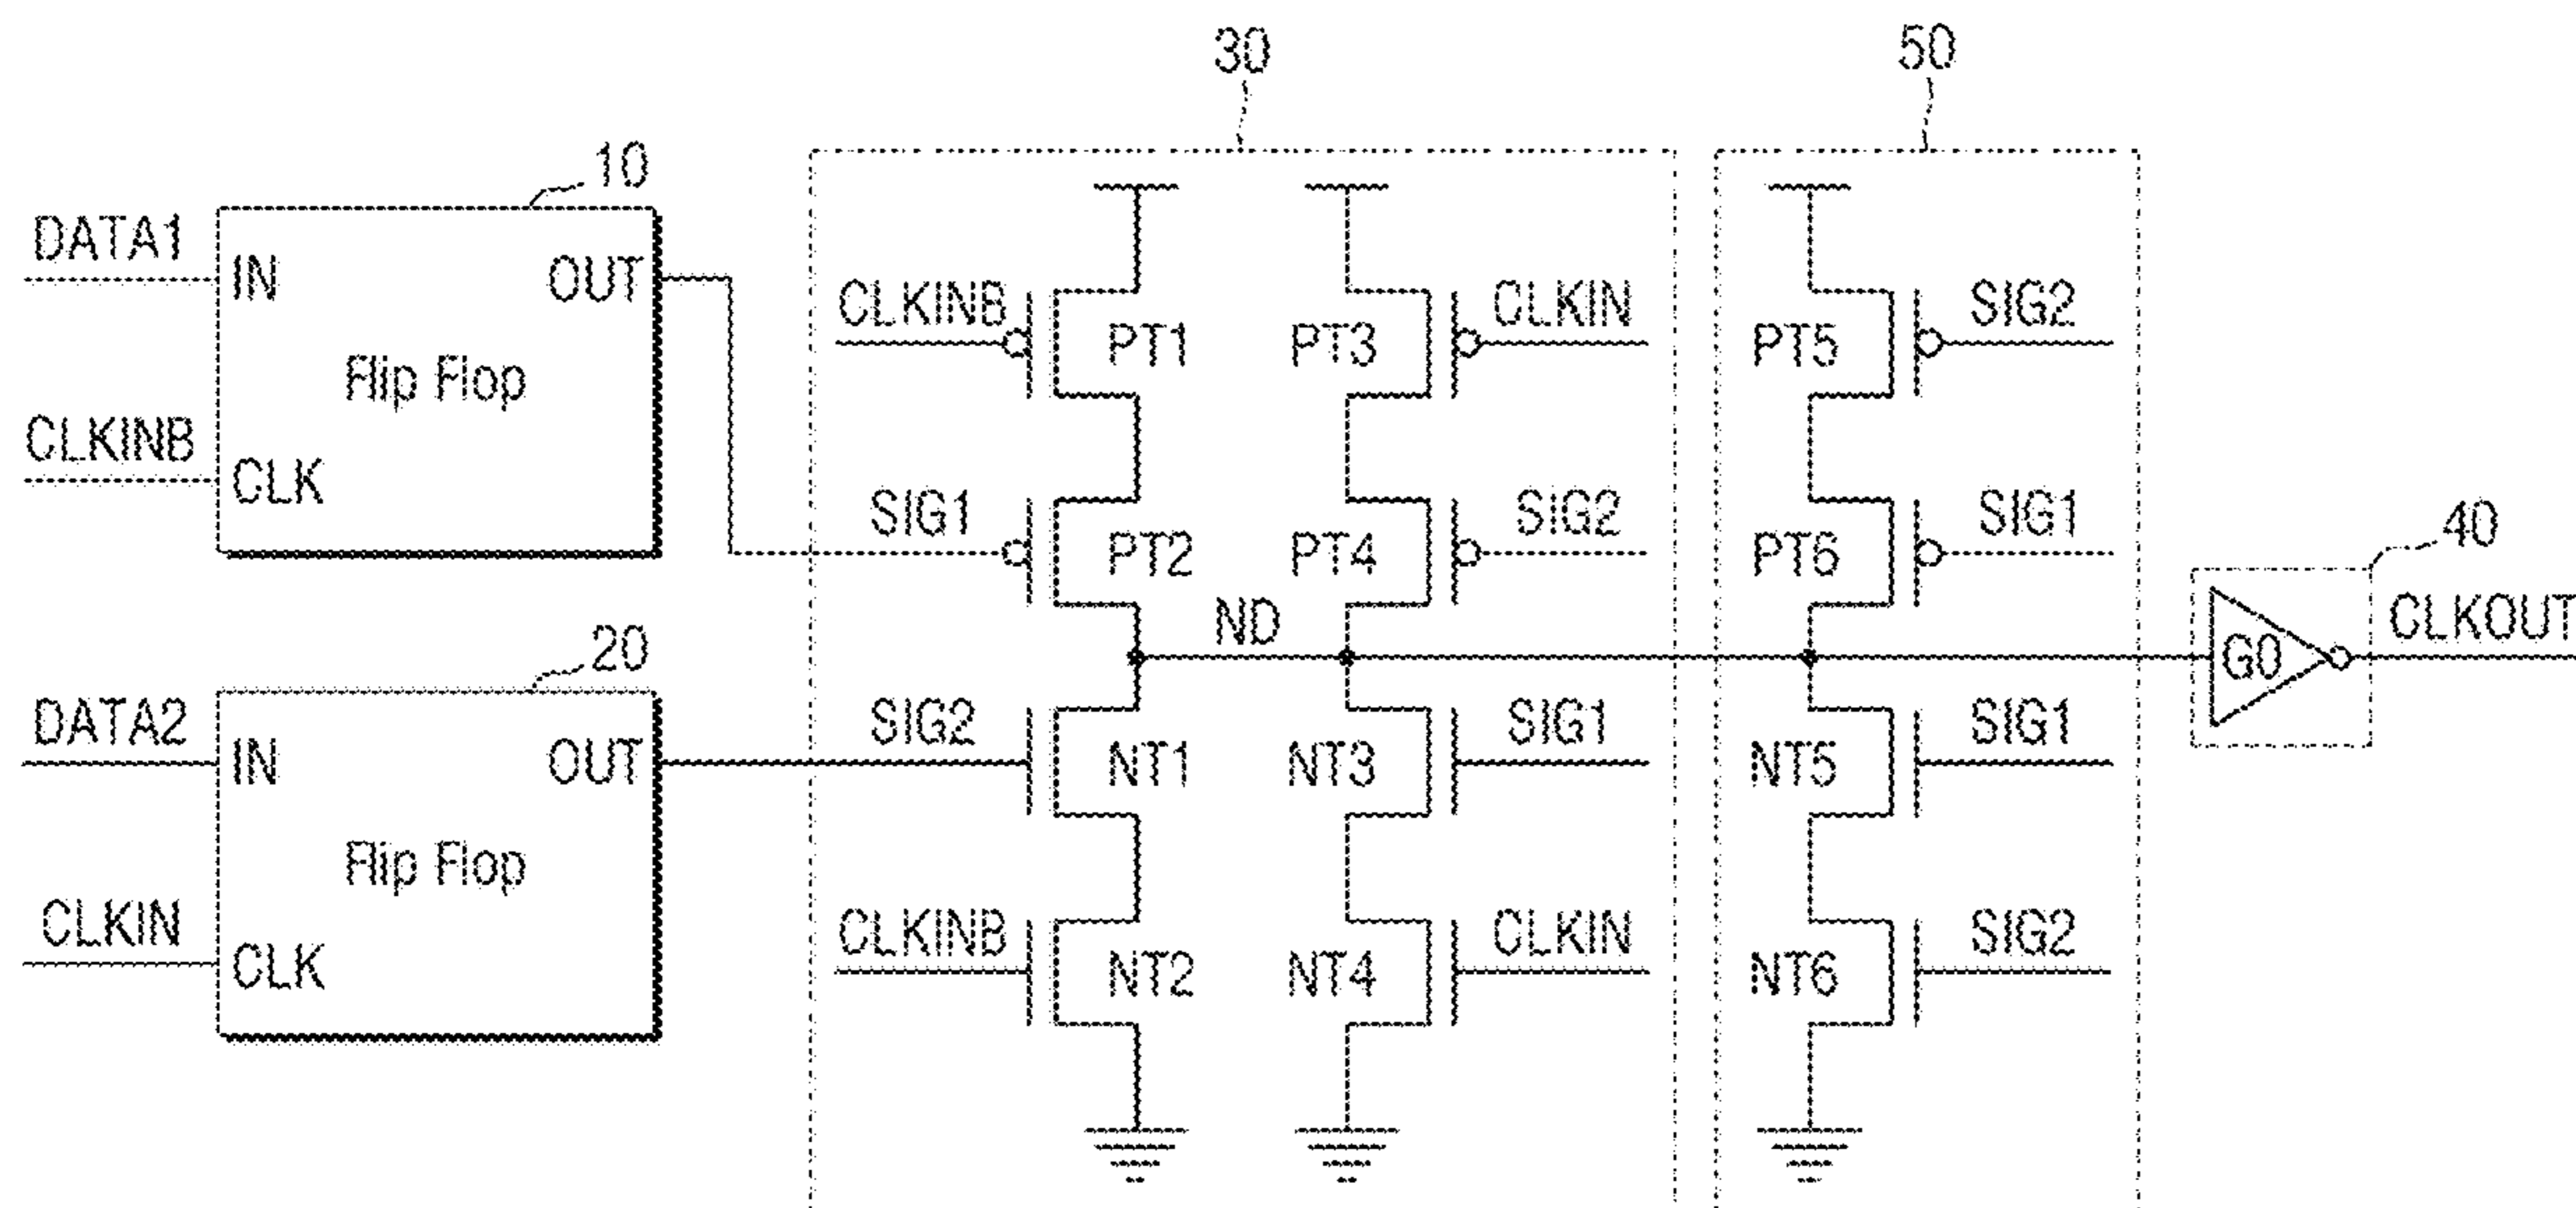 30
50
10
DATA1
IN
OUT
Flip Flop
CLKINB
CLK
20
DATA2
IN
OUT
Flip Flop
CLKIN
CLK
CLKINB
PT1
PT3
CLKIN
SIG1
PT2
PT4
SIG2
ND
SIG2
NT1
NT3
SIG1
CLKINB
NT2
NT4
CLKIN
PT5
SIG2
PT6
SIG1
NT5
SIG1
NT6
SIG2
40
G0
CLKOUT